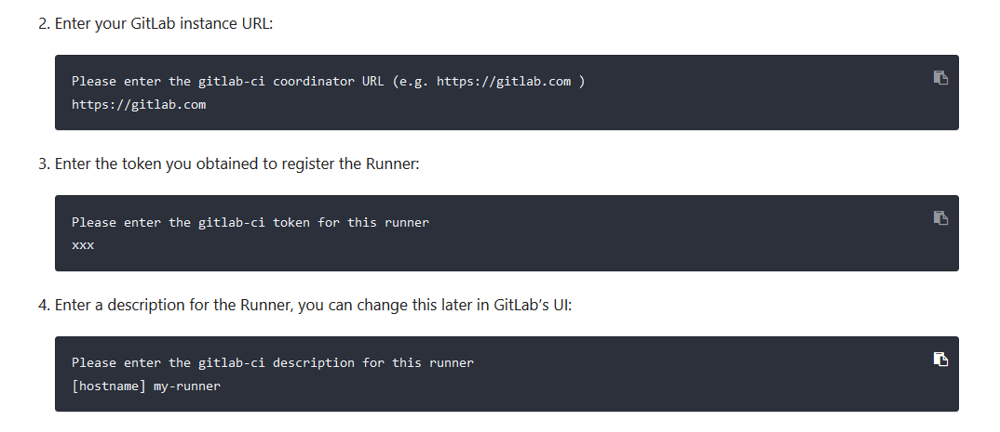 2. Enter your GitLab instance URL:
Please enter the gitlab-ci coordinator URL (e.g. https://gitlab.com )
https://gitlab.com
3. Enter the token you obtained to register the Runner:
Please enter the gitlab-ci token for this runner
xxx
4. Enter a description for the Runner, you can change this later in GitLab’s UI:
Please enter the gitlab-ci description for this runner
[hostname] my-runner